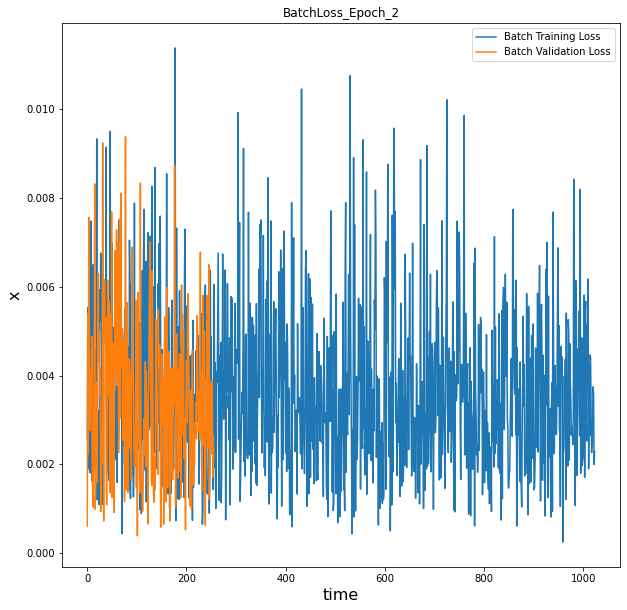 BatchLoss_Epoch_2
Batch Training Loss
Batch Validation Loss
0.010
0.008
0.006
0.004
0.002
0.000
x
0 200 400 600 800 1000
time